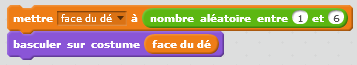 mettre face du dé à nombre aléatoire entre 1 et 6
basculer sur costume face du dé